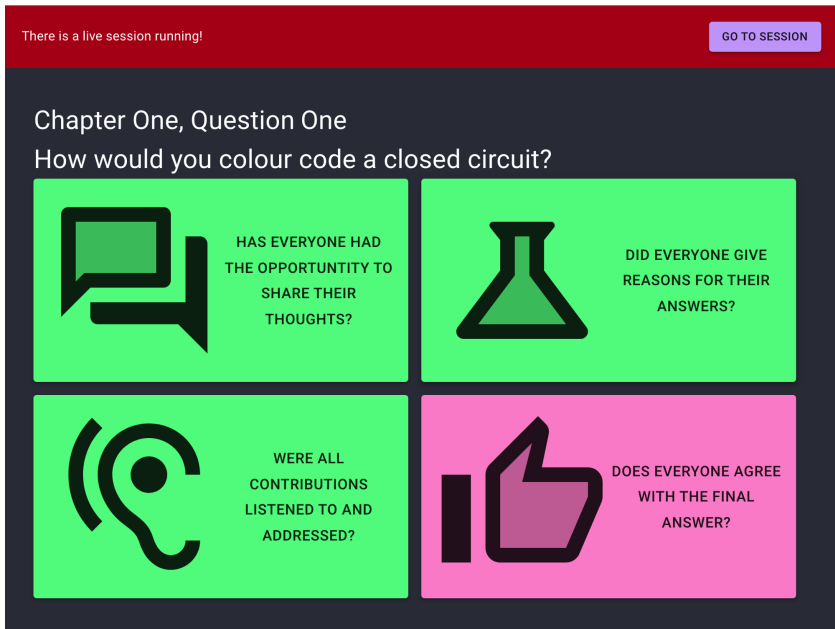 There is a live session running!
GO TO SESSION
Chapter One, Question One
How would you colour code a closed circuit?
HAS EVERYONE HAD
THE OPPORTUNTITY TO
SHARE THEIR
THOUGHTS?
DID EVERYONE GIVE
REASONS FOR THEIR
ANSWERS?
WERE ALL
CONTRIBUTIONS
LISTENED TO AND
ADDRESSED?
DOES EVERYONE AGREE
WITH THE FINAL
ANSWER?